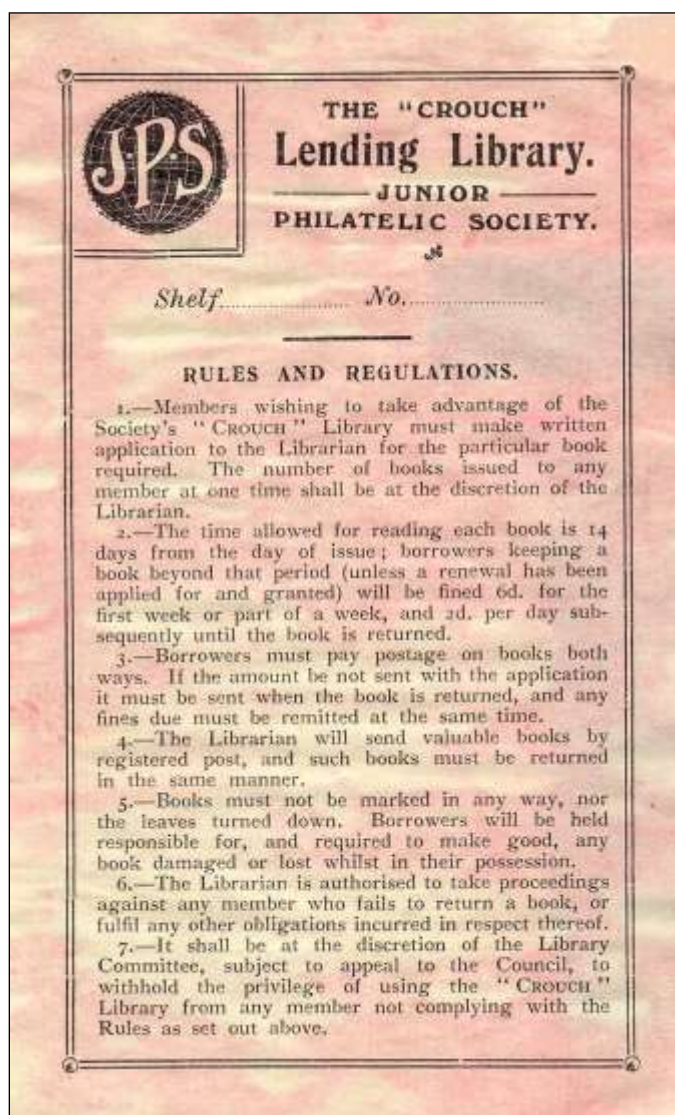 J.P.S
THE "CROUCH"
Lending Library.
JUNIOR
PHILATELIC SOCIETY.
Shelf...................... No.......................
RULES AND REGULATIONS.
1.—Members wishing to take advantage of the
Society's "CROUCH" Library must make written
application to the Librarian for the particular book
required. The number of books issued to any
member at one time shall be at the discretion of the
Librarian.
2.—The time allowed for reading each book is 14
days from the day of issue; borrowers keeping a
book beyond that period (unless a renewal has been
applied for and granted) will be fined 6d. for the
first week or part of a week, and 2d. per day sub-
sequently until the book is returned.
3.—Borrowers must pay postage on books both
ways. If the amount be not sent with the application
it must be sent when the book is returned, and any
fines due must be remitted at the same time.
4.—The Librarian will send valuable books by
registered post, and such books must be returned
in the same manner.
5.—Books must not be marked in any way, nor
the leaves turned down. Borrowers will be held
responsible for, and required to make good, any
book damaged or lost whilst in their possession.
6.—The Librarian is authorised to take proceedings
against any member who fails to return a book, or
fulfil any other obligations incurred in respect thereof.
7.—It shall be at the discretion of the Library
Committee, subject to appeal to the Council, to
withhold the privilege of using the "CROUCH"
Library from any member not complying with the
Rules as set out above.